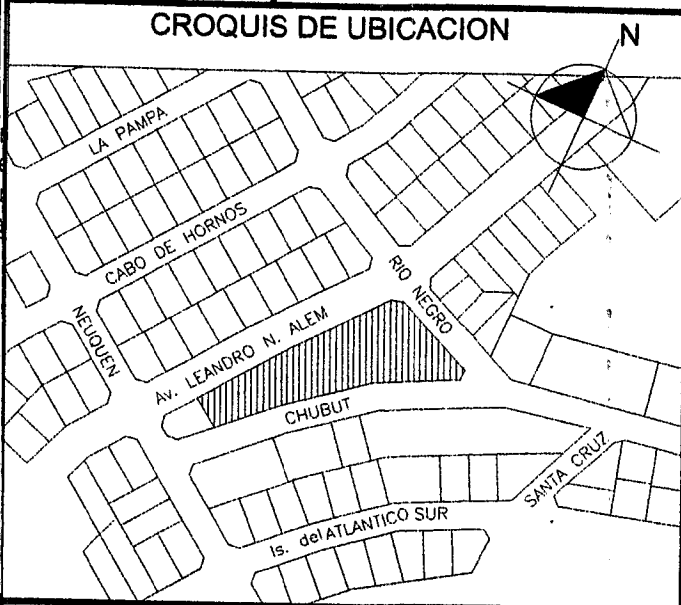 CROQUIS DE UBICACION
N
LA PAMPA
CABO DE HORNOS
NEUQUEN
RIO NEGRO
Av. LEANDRO N. ALEM
CHUBUT
SANTA CRUZ
Is. del ATLANTICO SUR